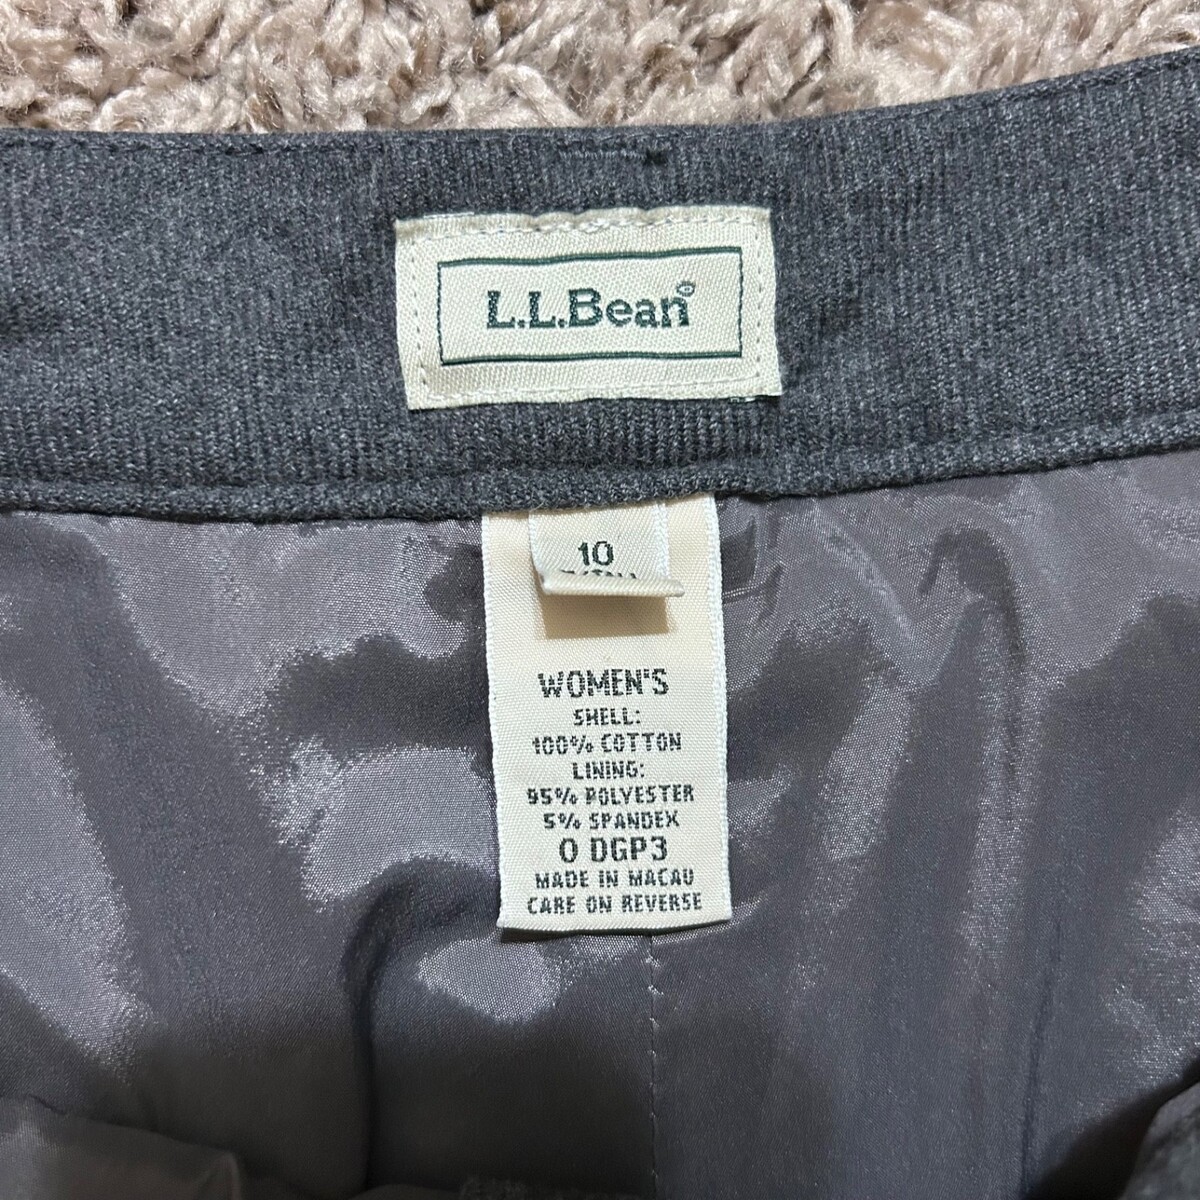 L.L.Bean®
10
WOMEN'S
SHELL:
100% COTTON
LINING:
95% POLYESTER
5% SPANDEX
0 DGP3
MADE IN MACAU
CARE ON REVERSE